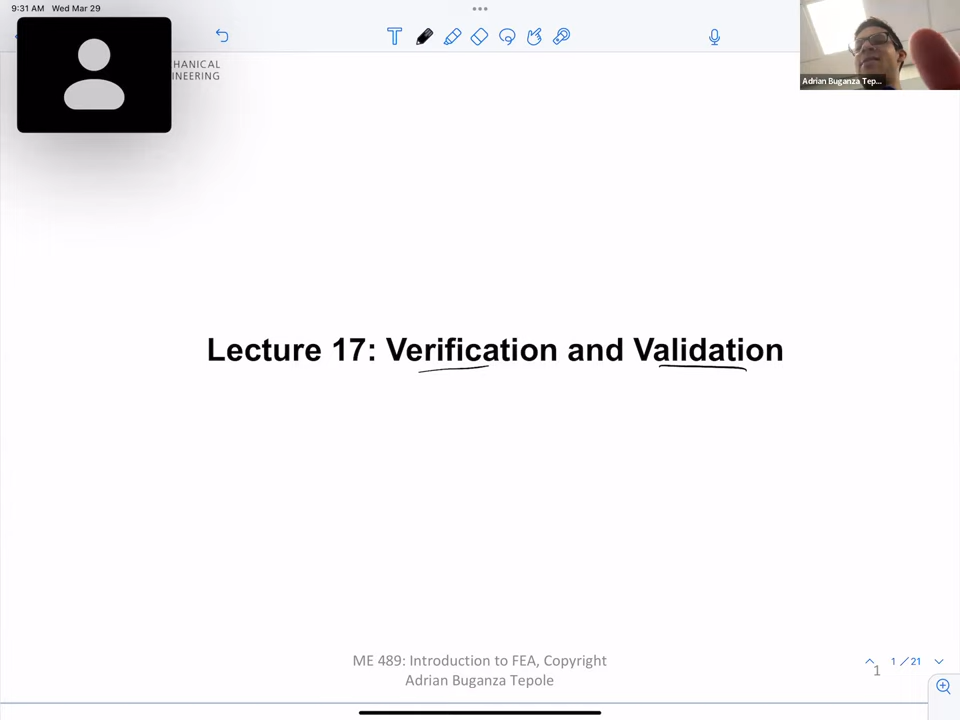 9:31 AM Wed Mar 29
HANICAL
INEERING
Adrian Buganza Tep...
Lecture 17: Verification and Validation
ME 489: Introduction to FEA, Copyright
Adrian Buganza Tepole
1 / 21
1